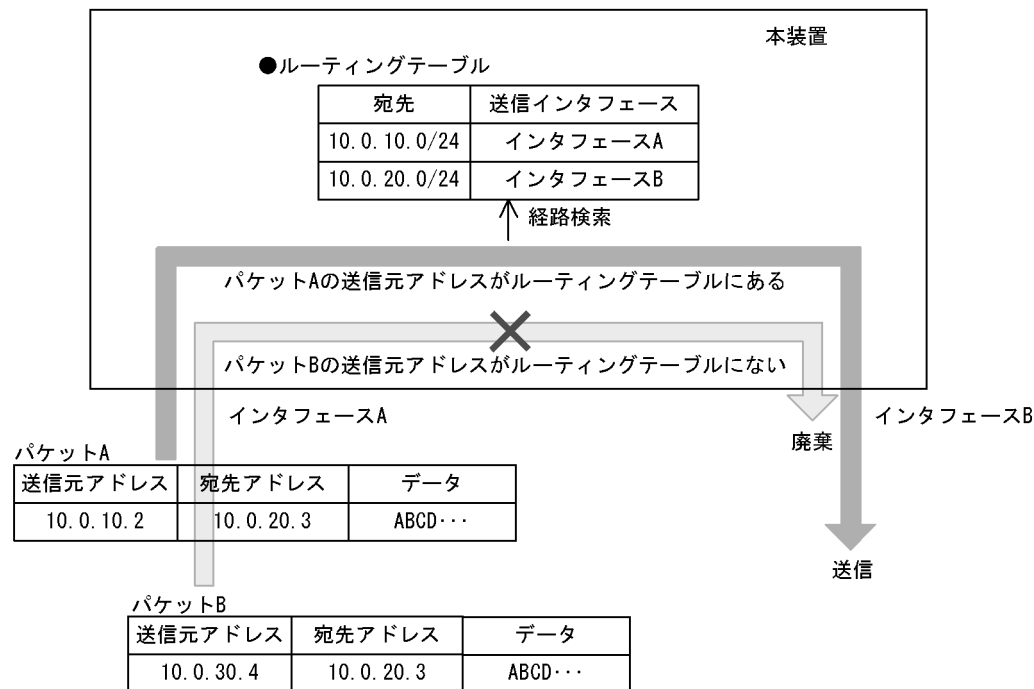 本装置
●ルーティングテーブル
宛先 送信インタフェース
10.0.10.0/24 インタフェースA
10.0.20.0/24 インタフェースB
経路検索
パケットAの送信元アドレスがルーティングテーブルにある
パケットBの送信元アドレスがルーティングテーブルにない
インタフェースA
インタフェースB
廃棄
パケットA
送信元アドレス 宛先アドレス データ
10.0.10.2 10.0.20.3 ABCD･･･
送信
パケットB
送信元アドレス 宛先アドレス データ
10.0.30.4 10.0.20.3 ABCD･･･